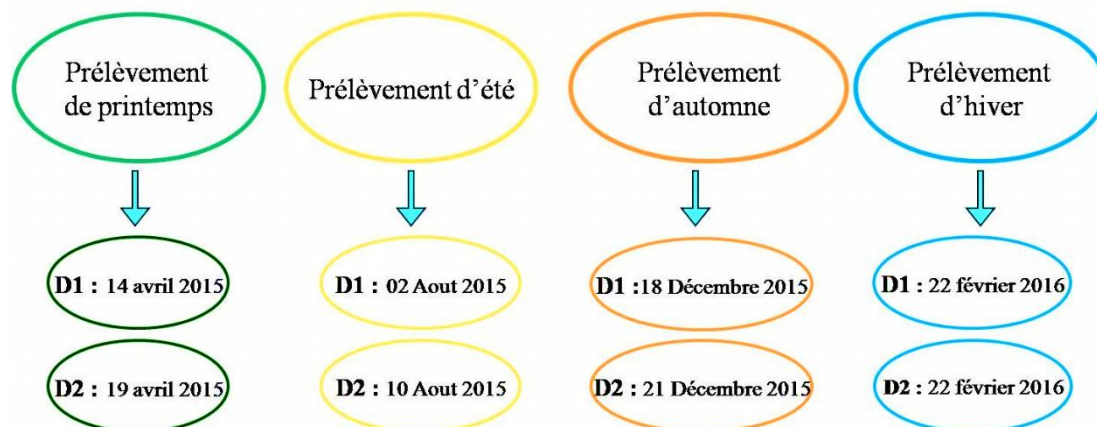 Prélèvement
de printemps
Prélèvement d'été
Prélèvement
d'automne
Prélèvement
d'hiver
D1 : 14 avril 2015
D1 : 02 Aout 2015
D1 :18 Décembre 2015
D1 : 22 février 2016
D2 : 19 avril 2015
D2 : 10 Aout 2015
D2 : 21 Décembre 2015
D2 : 22 février 2016